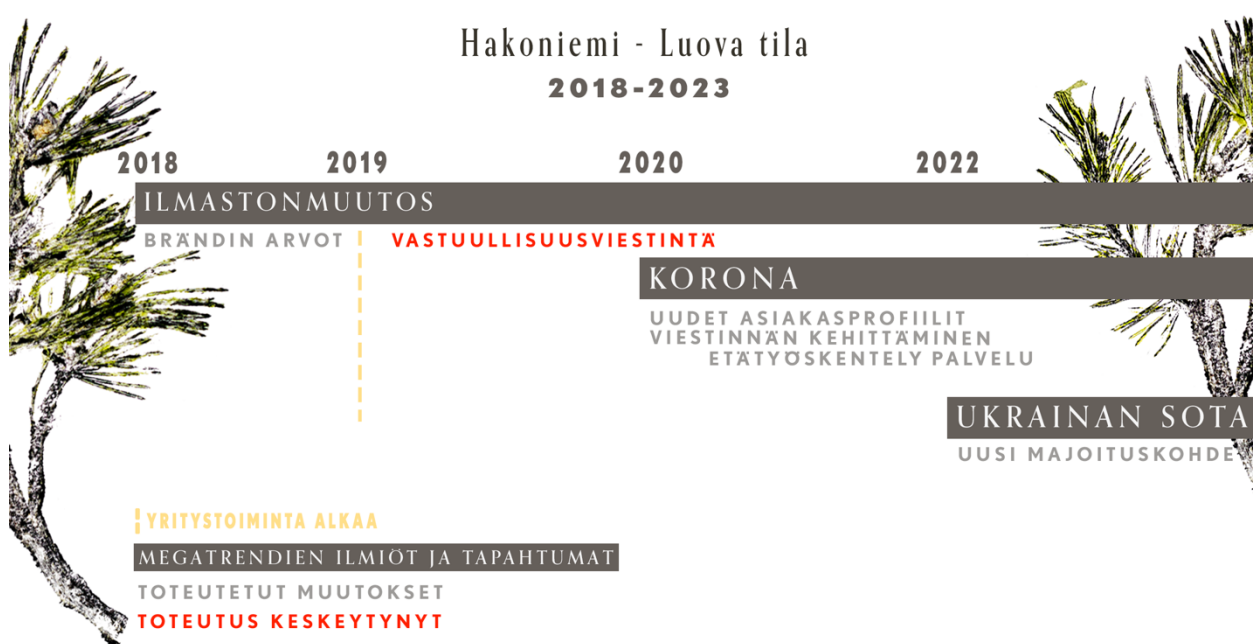 Hakoniemi - Luova tila
2018-2023
2018 2019 2020 2022
ILMASTONMUUTOS
BRÄNDIN ARVOT VASTUULLISUUSVIESTINTÄ
KORONA
UUDET ASIAKASPROFIILIT
VIESTINNÄN KEHITTÄMINEN
ETÄTYÖSKENTELY PALVELU
UKRAINAN SOTA
UUSI MAJOITUSKOHDE
YRITYSTOIMINTA ALKAA
MEGATRENDIEN ILMIÖT JA TAPAHTUMAT
TOTEUTETUT MUUTOKSET
TOTEUTUS KESKEYTYNYT